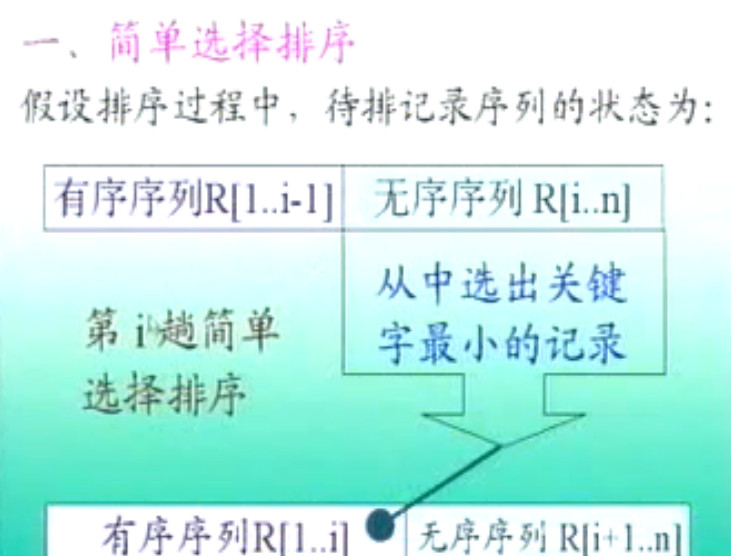 一、简单选择排序
假设排序过程中，待排记录序列的状态为：
有序序列R[1..i-1] 无序序列 R[i..n]
从中选出关键
字最小的记录
第 i 趟简单
选择排序
有序序列R[1..i] 无序序列 R[i+1..n]